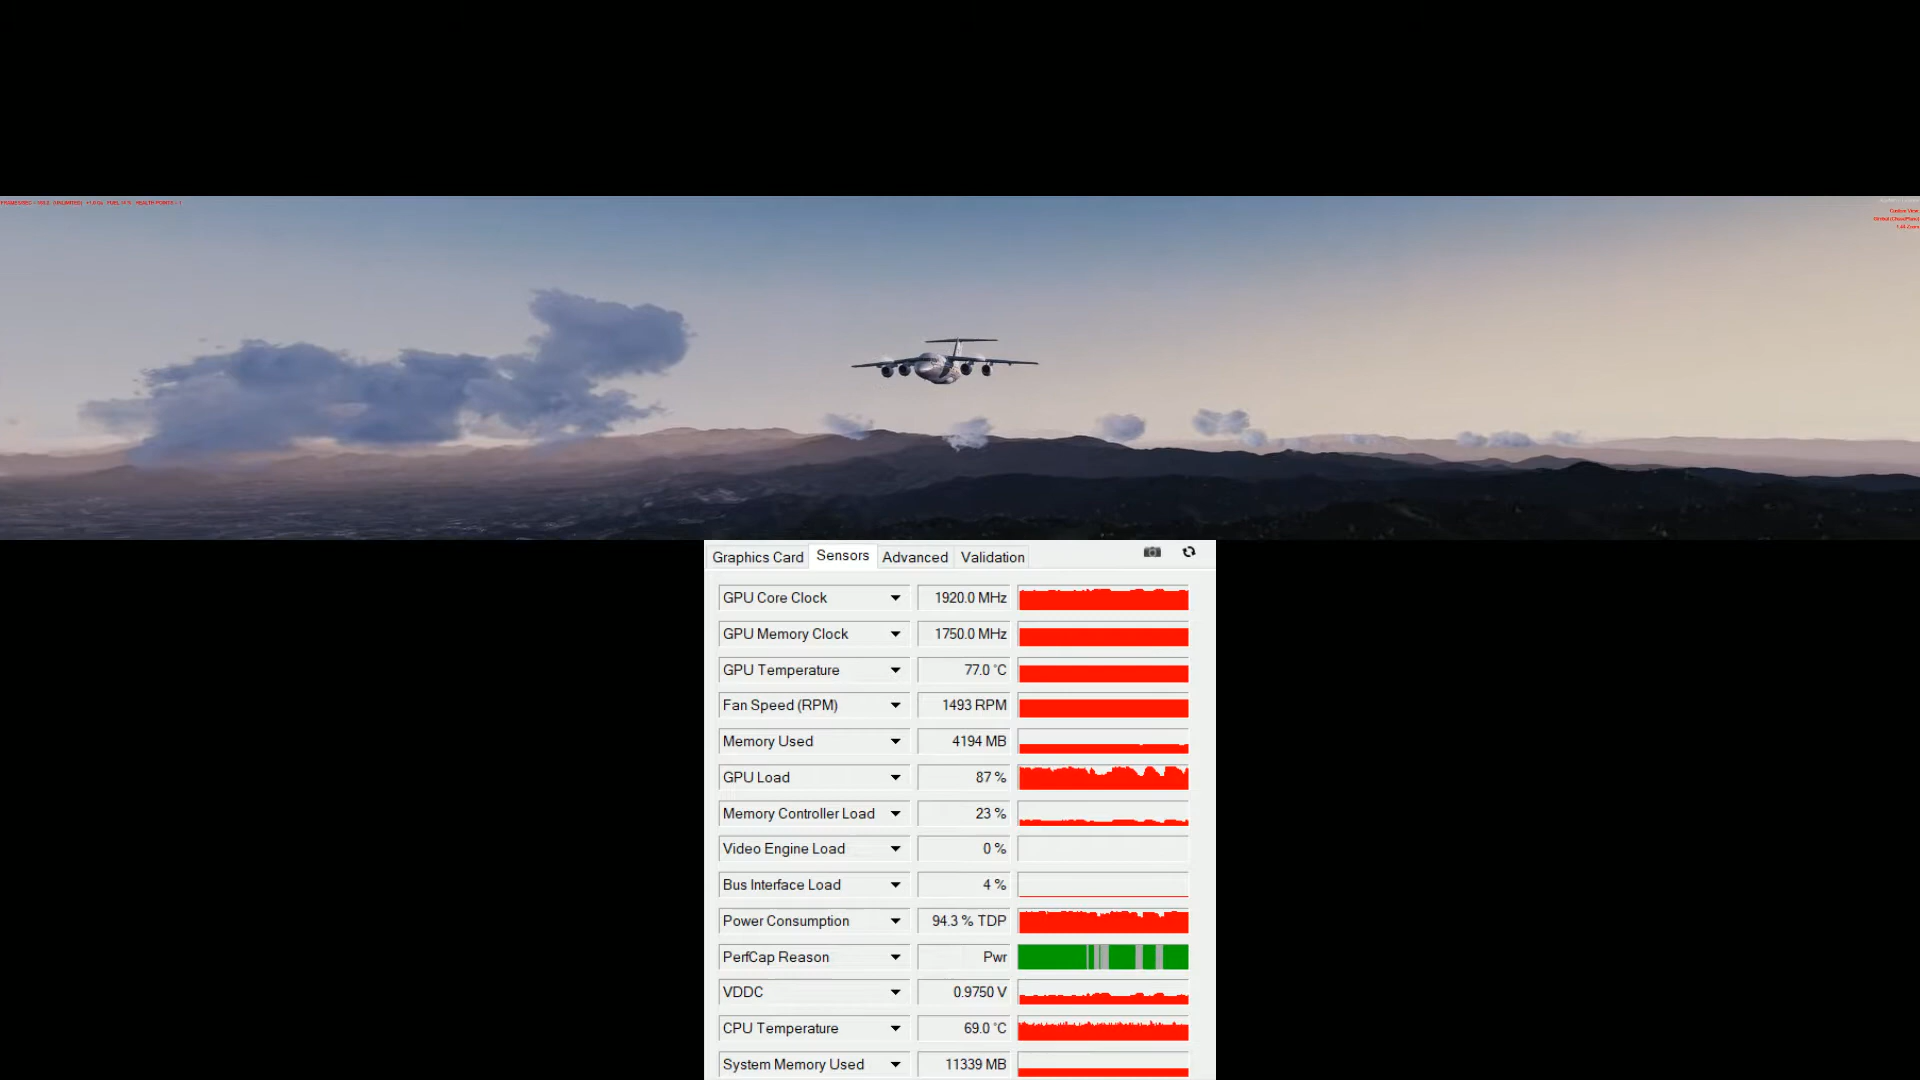 Graphics Card Sensors Advanced Validation
GPU Core Clock 1920.0 MHz
GPU Memory Clock 1750.0 MHz
GPU Temperature 77.0 °C
Fan Speed (RPM) 1493 RPM
Memory Used 4194 MB
GPU Load 87 %
Memory Controller Load 23 %
Video Engine Load 0 %
Bus Interface Load 4 %
Power Consumption 94.3 % TDP
PerfCap Reason Pwr
VDDC 0.9750 V
CPU Temperature 69.0 °C
System Memory Used 11339 MB